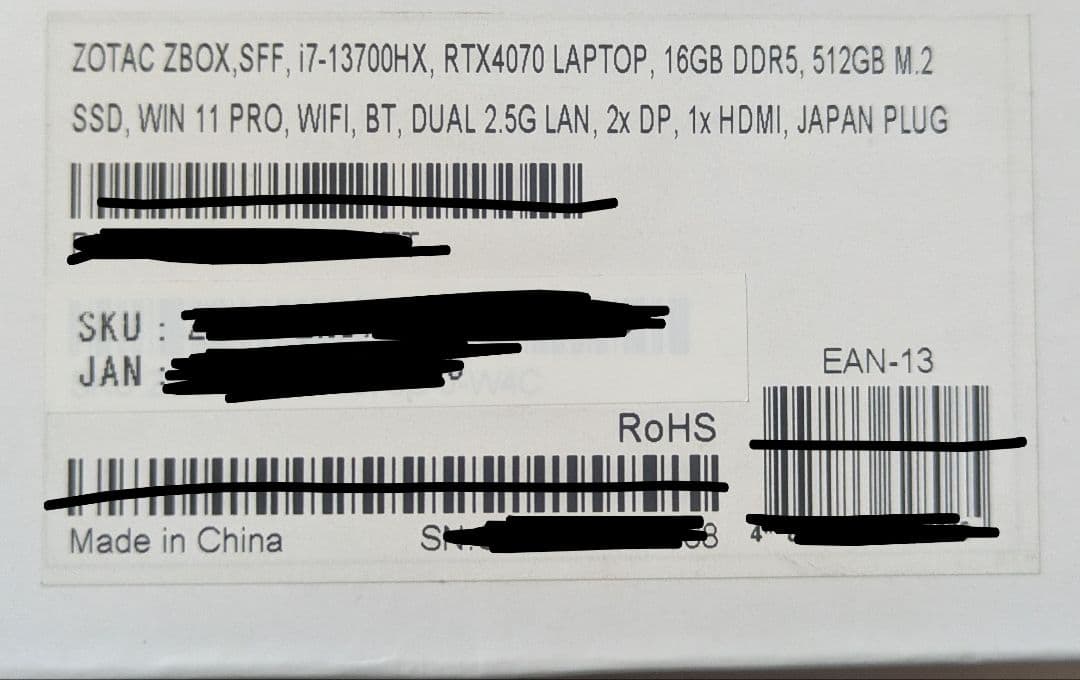 ZOTAC ZBOX,SFF, i7-13700HX, RTX4070 LAPTOP, 16GB DDR5, 512GB M.2
SSD, WIN 11 PRO, WIFI, BT, DUAL 2.5G LAN, 2x DP, 1x HDMI, JAPAN PLUG
SKU :
JAN :
EAN-13
RoHS
Made in China
SN: